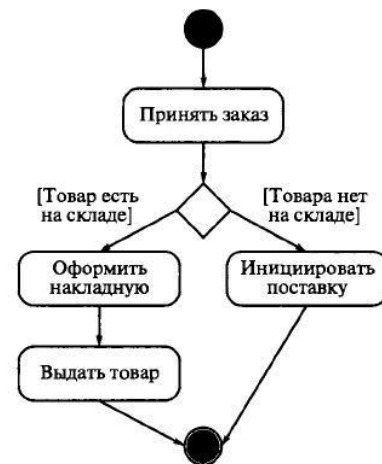 Принять заказ
[Товар есть
на складе]
[Товара нет
на складе]
Оформить
накладную
Инициировать
поставку
Выдать товар